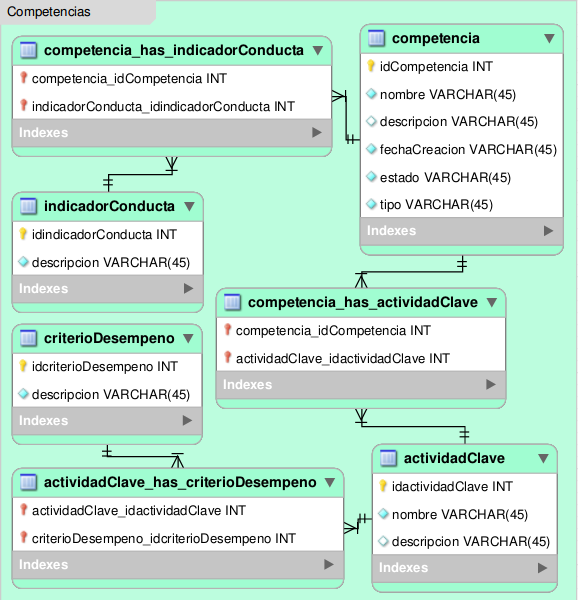 Competencias
competencia_has_indicadorConducta
competencia_idCompetencia INT
indicadorConducta_idindicadorConducta INT
Indexes
competencia
idCompetencia INT
nombre VARCHAR(45)
descripcion VARCHAR(45)
fechaCreacion VARCHAR(45)
estado VARCHAR(45)
tipo VARCHAR(45)
Indexes
indicadorConducta
idindicadorConducta INT
descripcion VARCHAR(45)
Indexes
competencia_has_actividadClave
competencia_idCompetencia INT
actividadClave_idactividadClave INT
Indexes
criterioDesempeno
idcriterioDesempeno INT
descripcion VARCHAR(45)
Indexes
actividadClave_has_criterioDesempeno
actividadClave_idactividadClave INT
criterioDesempeno_idcriterioDesempeno INT
Indexes
actividadClave
idactividadClave INT
nombre VARCHAR(45)
descripcion VARCHAR(45)
Indexes